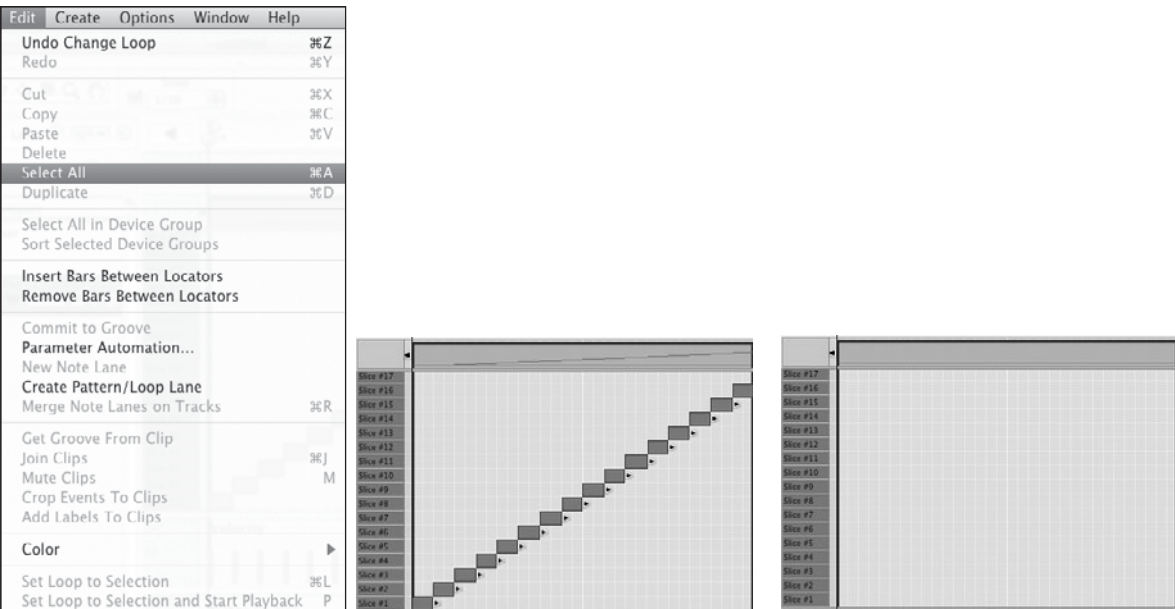 Edit Create Options Window Help
Undo Change Loop ⌘Z
Redo ⌘Y
Cut ⌘X
Copy ⌘C
Paste ⌘V
Delete
Select All ⌘A
Duplicate ⌘D
Select All in Device Group
Sort Selected Device Groups
Insert Bars Between Locators
Remove Bars Between Locators
Commit to Groove
Parameter Automation...
New Note Lane
Create Pattern/Loop Lane
Merge Note Lanes on Tracks ⌘R
Get Groove From Clip
Join Clips ⌘J
Mute Clips M
Crop Events To Clips
Add Labels To Clips
Color
Set Loop to Selection ⌘L
Set Loop to Selection and Start Playback P
Slice #17
Slice #16
Slice #15
Slice #14
Slice #13
Slice #12
Slice #11
Slice #10
Slice #9
Slice #8
Slice #7
Slice #6
Slice #5
Slice #4
Slice #3
Slice #2
Slice #1
Slice #17
Slice #16
Slice #15
Slice #14
Slice #13
Slice #12
Slice #11
Slice #10
Slice #9
Slice #8
Slice #7
Slice #6
Slice #5
Slice #4
Slice #3
Slice #2
Slice #1